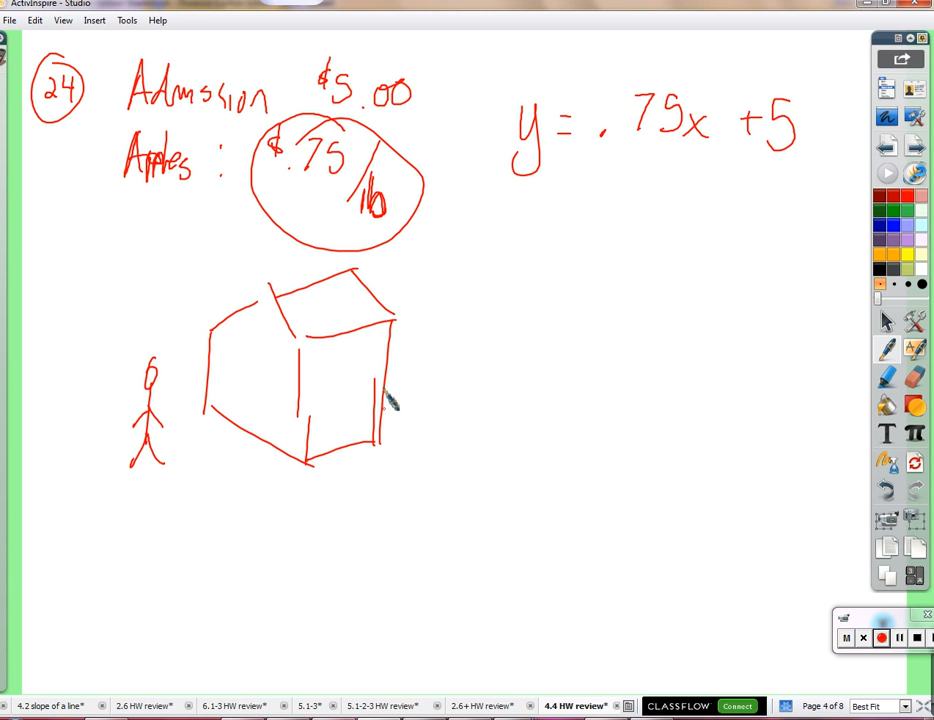 ActivInspire - Studio
File Edit View Insert Tools Help
24 Admission $5.00
y = .75x +5
Apples : $.75/lb
M
4.2 slope of a line* 2.6 HW review* 6.1-3 HW review* 5.1-3* 5.1-2-3 HW review* 2.6+ HW review* 4.4 HW review* CLASSFLOW Connect Page 4 of 8 Best Fit